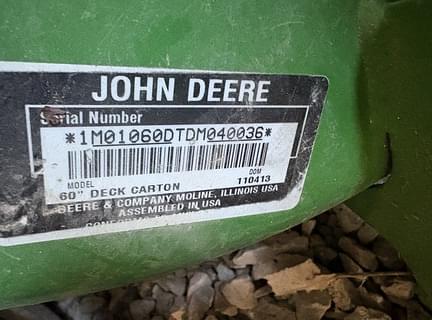 JOHN DEERE
Serial Number
*1M01060DTDM040036*
MODEL DOM
60" DECK CARTON 110413
DEERE & COMPANY MOLINE, ILLINOIS USA
ASSEMBLED IN USA